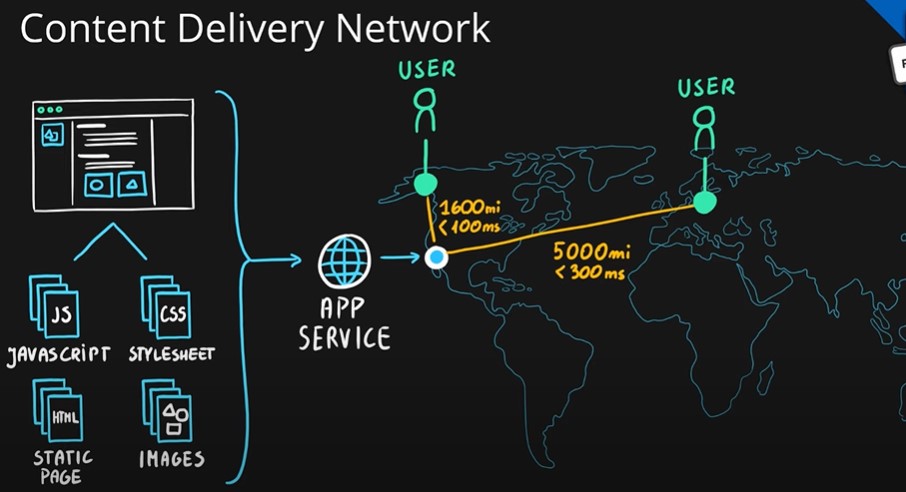 Content Delivery Network
USER
USER
1600mi
<100ms
5000mi
<300ms
APP
SERVICE
JS
JAVASCRIPT
CSS
STYLESHEET
HTML
STATIC
PAGE
IMAGES